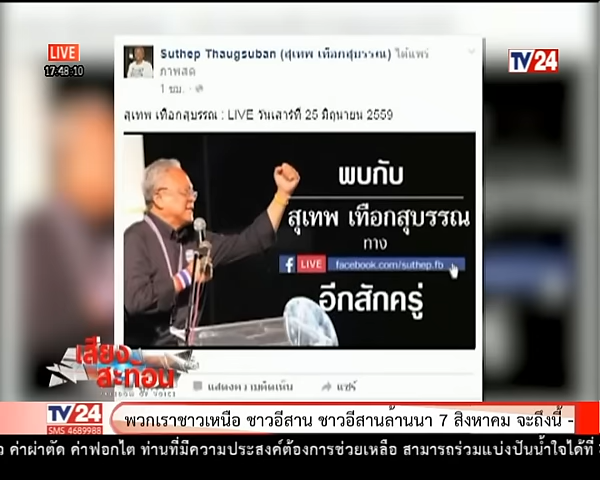 LIVE
17:48:10
TV24
Suthep Thaugsuban (สุเทพ เทือกสุบรรณ) ได้แพร่
ภาพสด
1 ชม.
สุเทพ เทือกสุบรรณ : LIVE วันเสาร์ที่ 25 มิถุนายน 2559
พบกับ
สุเทพ เทือกสุบรรณ
ทาง
f LIVE facebook.com/suthep.fb
อีกสักครู่
แสดงความคิดเห็น แชร์
เสียง
สะท้อน
TV24
SMS 4689988
พวกเราชาวเหนือ ชาวอีสาน ชาวอีสานล้านนา 7 สิงหาคม จะถึงนี้ -
ค่าผ่าตัด ค่าฟอกไต ท่านที่มีความประสงค์ต้องการช่วยเหลือ สามารถร่วมแบ่งปันน้ำใจได้ที่